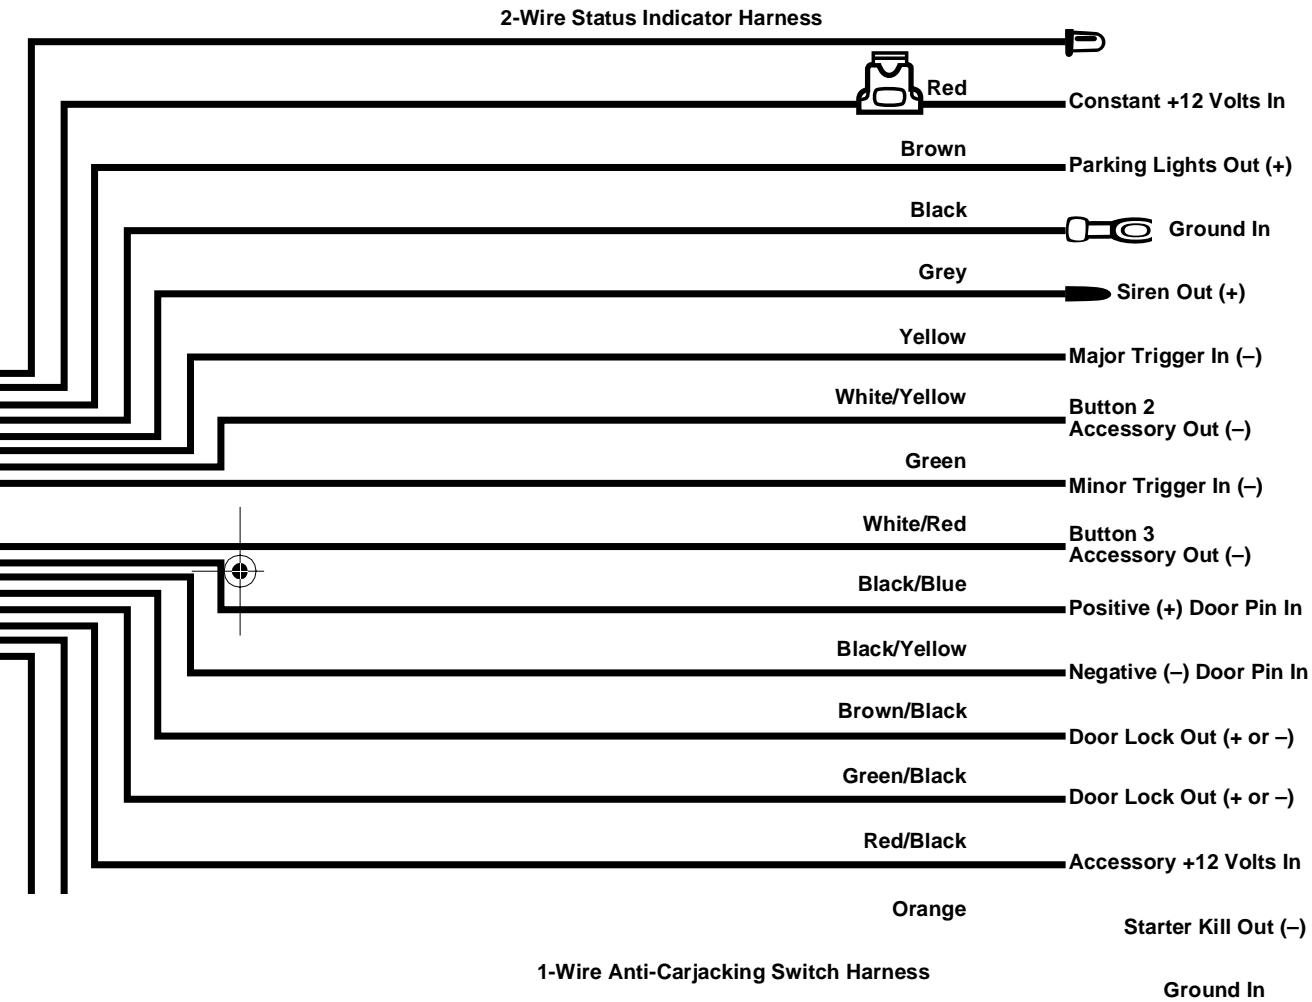 2-Wire Status Indicator Harness
Red
Constant +12 Volts In
Brown
Parking Lights Out (+)
Black
Ground In
Grey
Siren Out (+)
Yellow
Major Trigger In (–)
White/Yellow
Button 2
Accessory Out (–)
Green
Minor Trigger In (–)
White/Red
Button 3
Accessory Out (–)
Black/Blue
Positive (+) Door Pin In
Black/Yellow
Negative (–) Door Pin In
Brown/Black
Door Lock Out (+ or –)
Green/Black
Door Lock Out (+ or –)
Red/Black
Accessory +12 Volts In
Orange
Starter Kill Out (–)
1-Wire Anti-Carjacking Switch Harness
Ground In